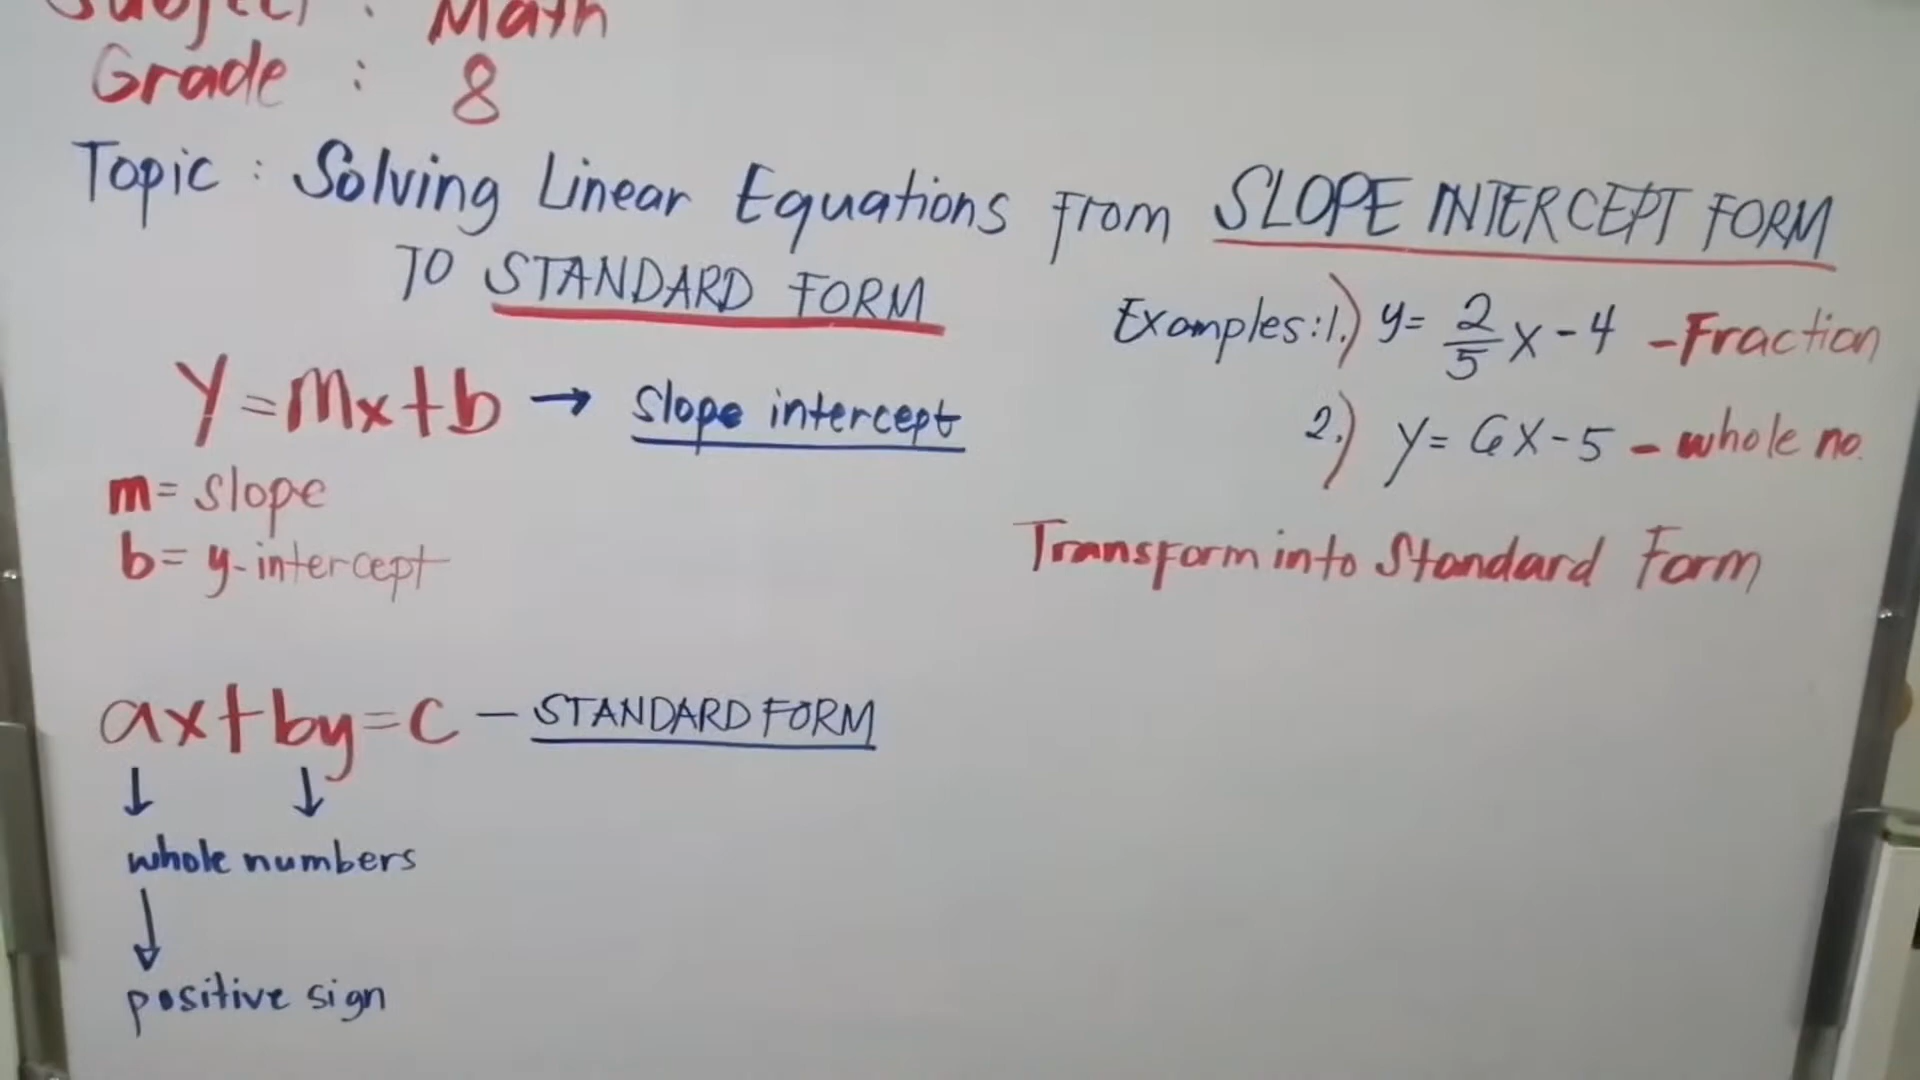 Subject : Math
Grade : 8
Topic : Solving Linear Equations From SLOPE INTERCEPT FORM
TO STANDARD FORM
y=mx+b → slope intercept
m= slope
b= y-intercept
ax+by=c – STANDARD FORM
↓ ↓
whole numbers
↓
positive sign
Examples:1.) y= 2/5 x-4 -Fraction
2.) y= 6x-5 - whole no.
Transform into Standard Form